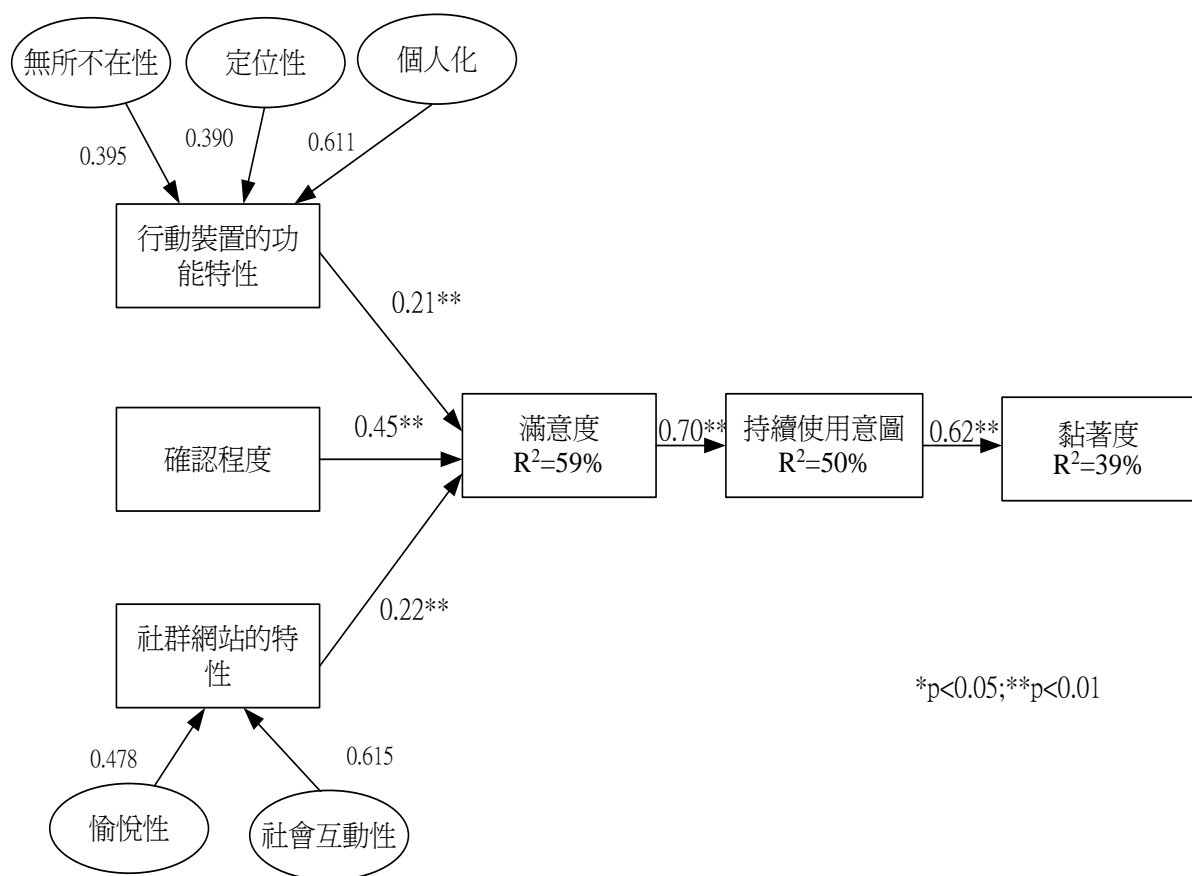 無所不在性
定位性
個人化
0.395
0.390
0.611
行動裝置的功
能特性
0.21**
確認程度
0.45**
滿意度
R²=59%
0.70**
持續使用意圖
R²=50%
0.62**
黏著度
R²=39%
社群網站的特
性
0.22**
*p<0.05;**p<0.01
0.478
0.615
愉悅性
社會互動性